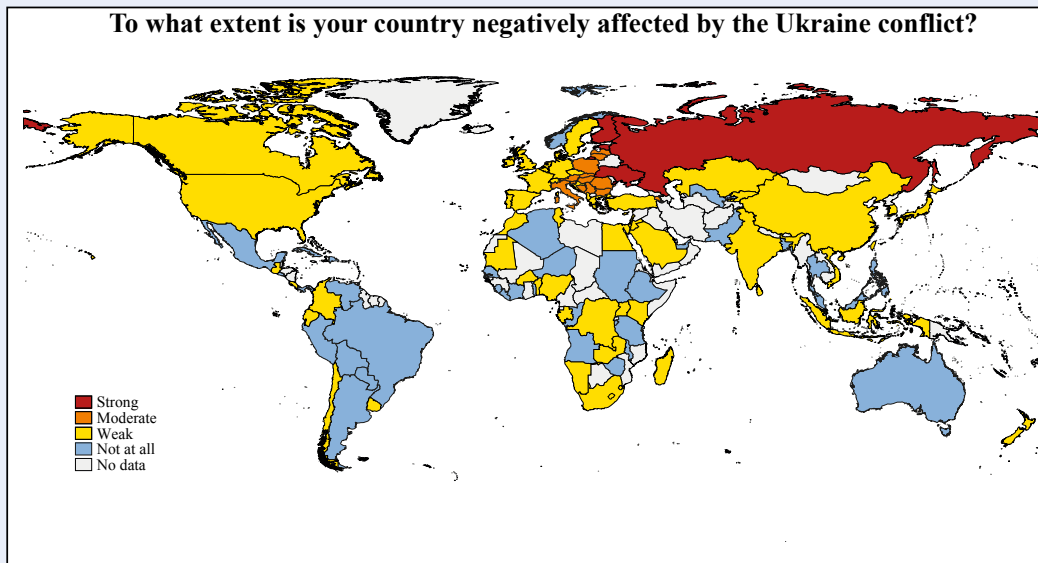 To what extent is your country negatively affected by the Ukraine conflict?
Strong
Moderate
Weak
Not at all
No data